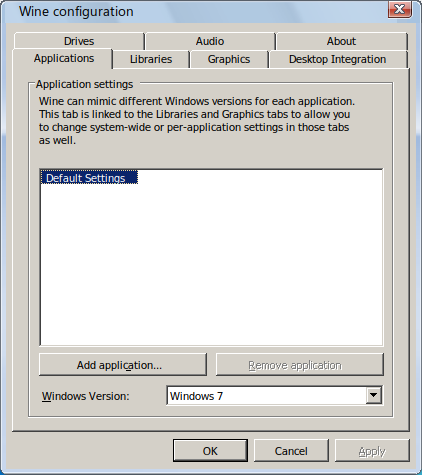 Wine configuration
Drives Audio About
Applications Libraries Graphics Desktop Integration
Application settings
Wine can mimic different Windows versions for each application.
This tab is linked to the Libraries and Graphics tabs to allow you
to change system-wide or per-application settings in those tabs
as well.
Default Settings
Add application... Remove application
Windows Version: Windows 7
OK Cancel Apply